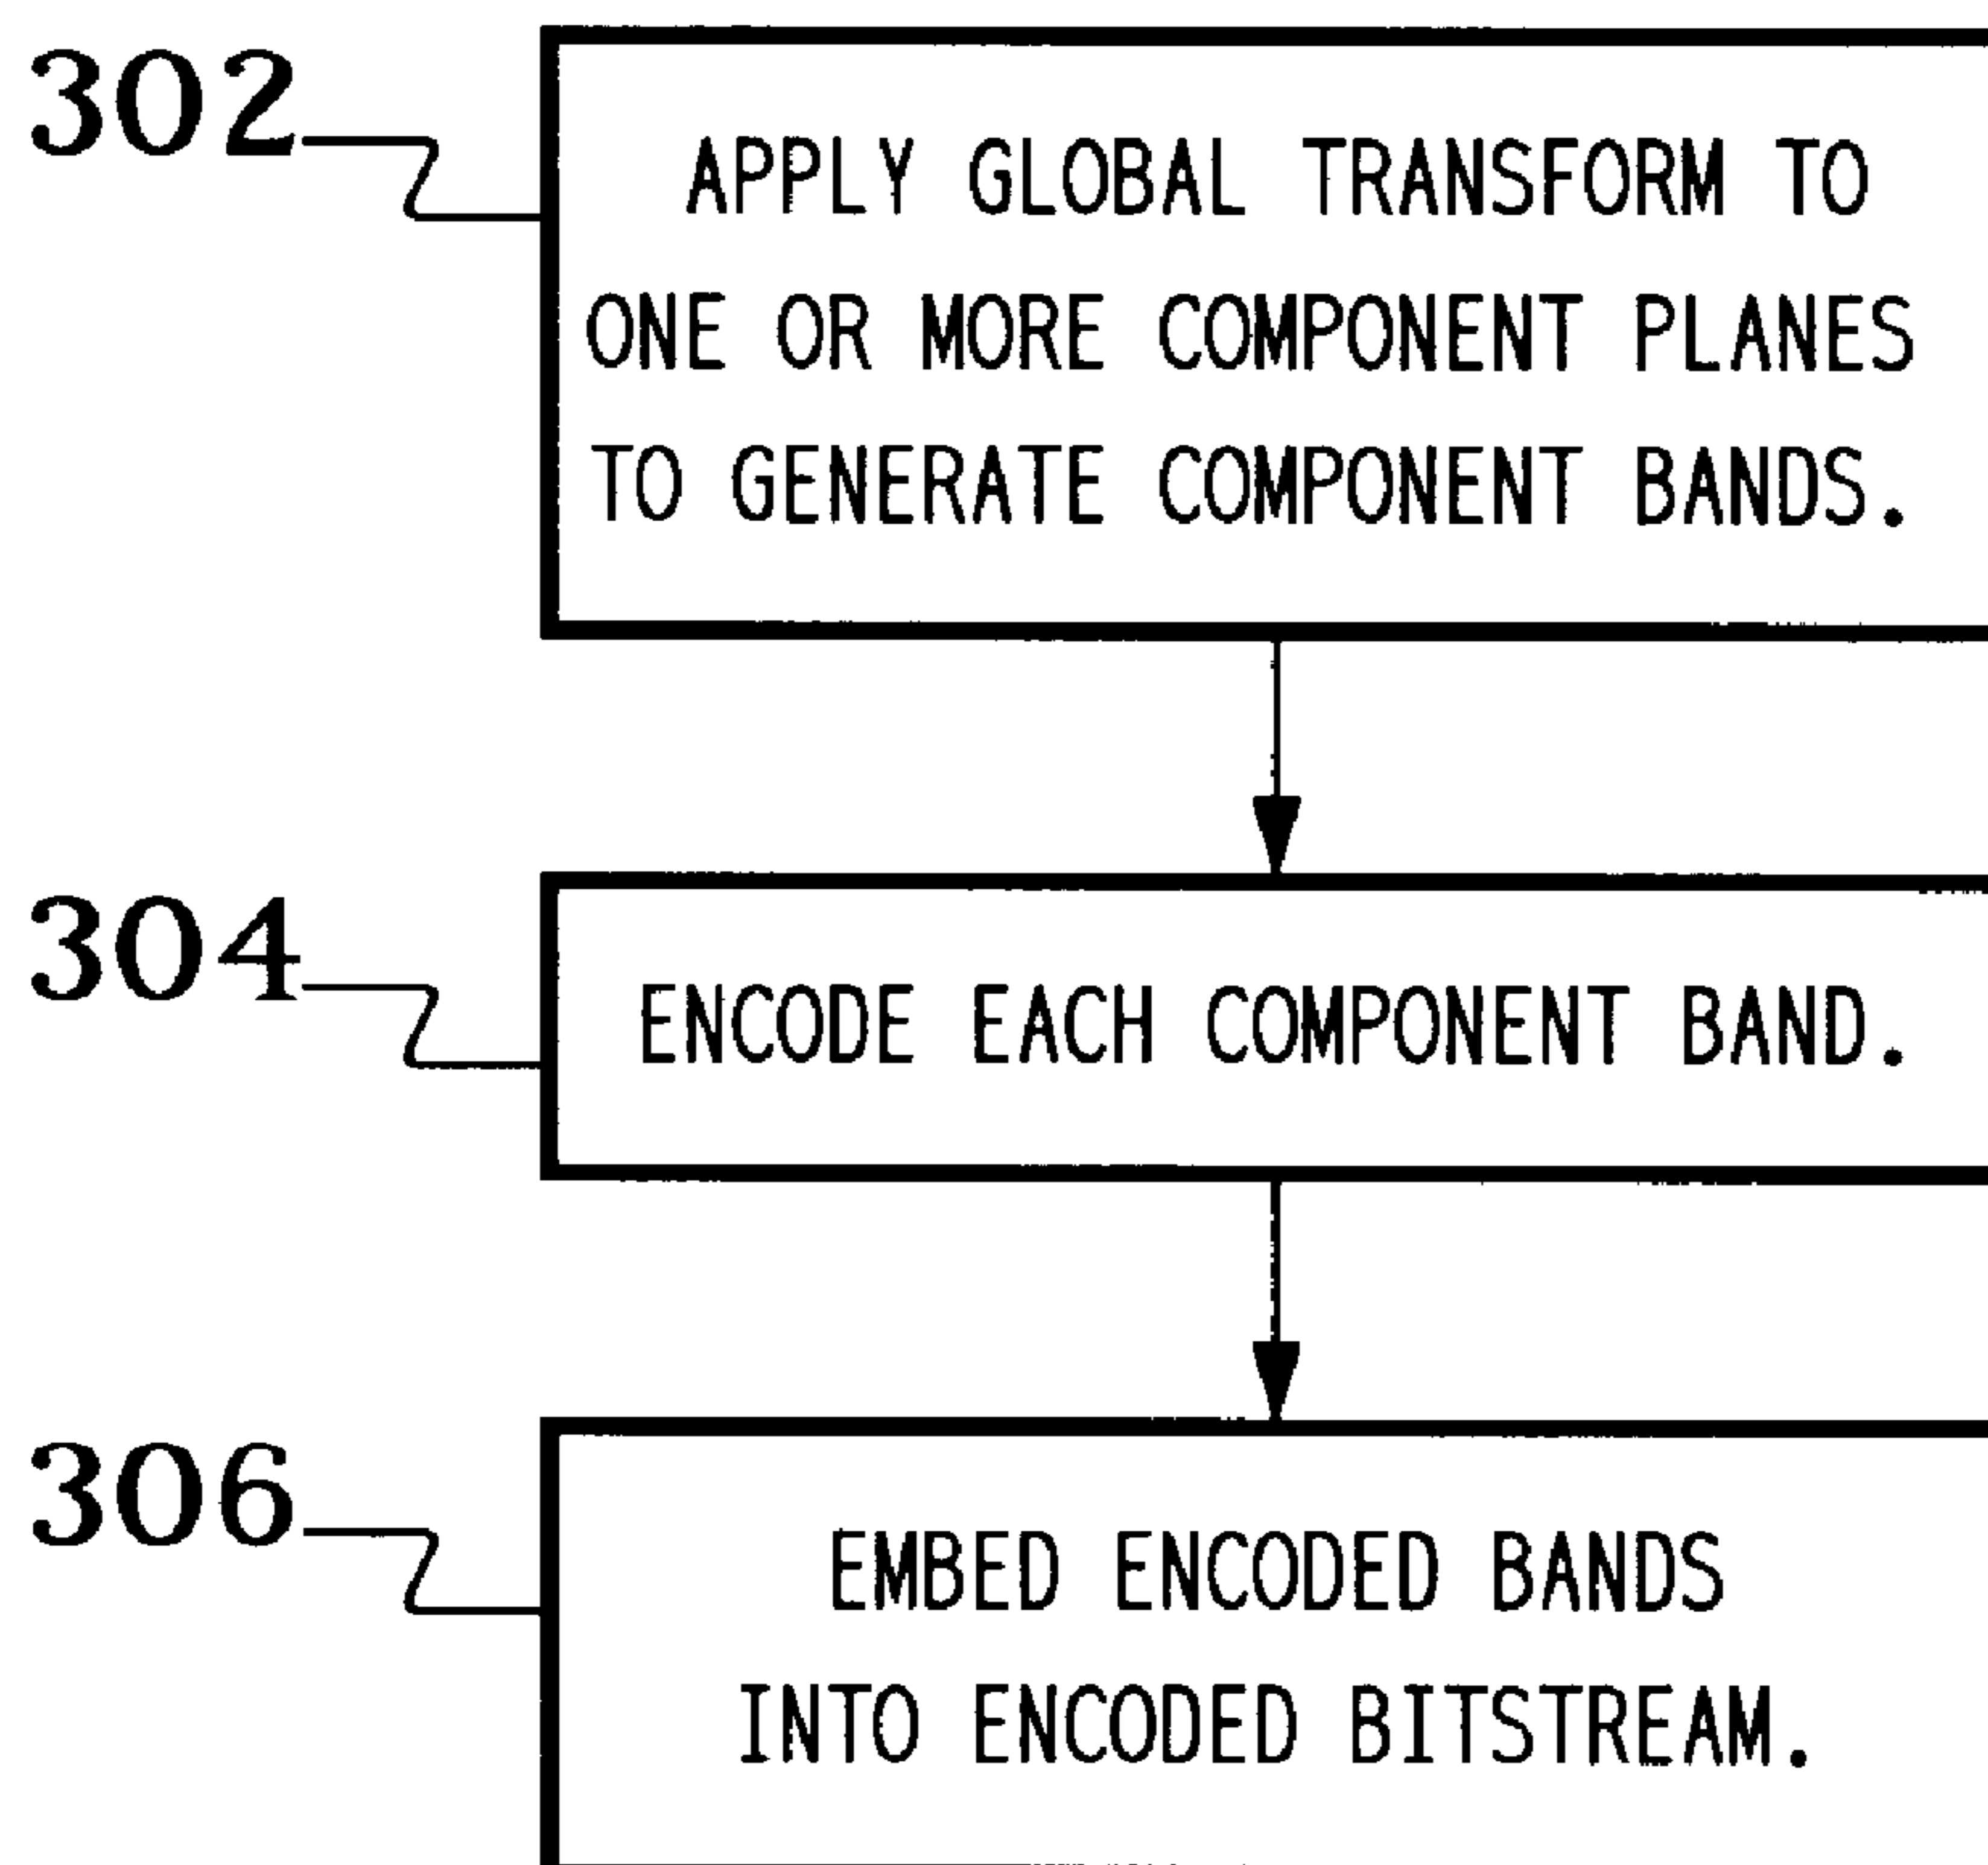 302
APPLY GLOBAL TRANSFORM TO
ONE OR MORE COMPONENT PLANES
TO GENERATE COMPONENT BANDS.
304
ENCODE EACH COMPONENT BAND.
306
EMBED ENCODED BANDS
INTO ENCODED BITSTREAM.